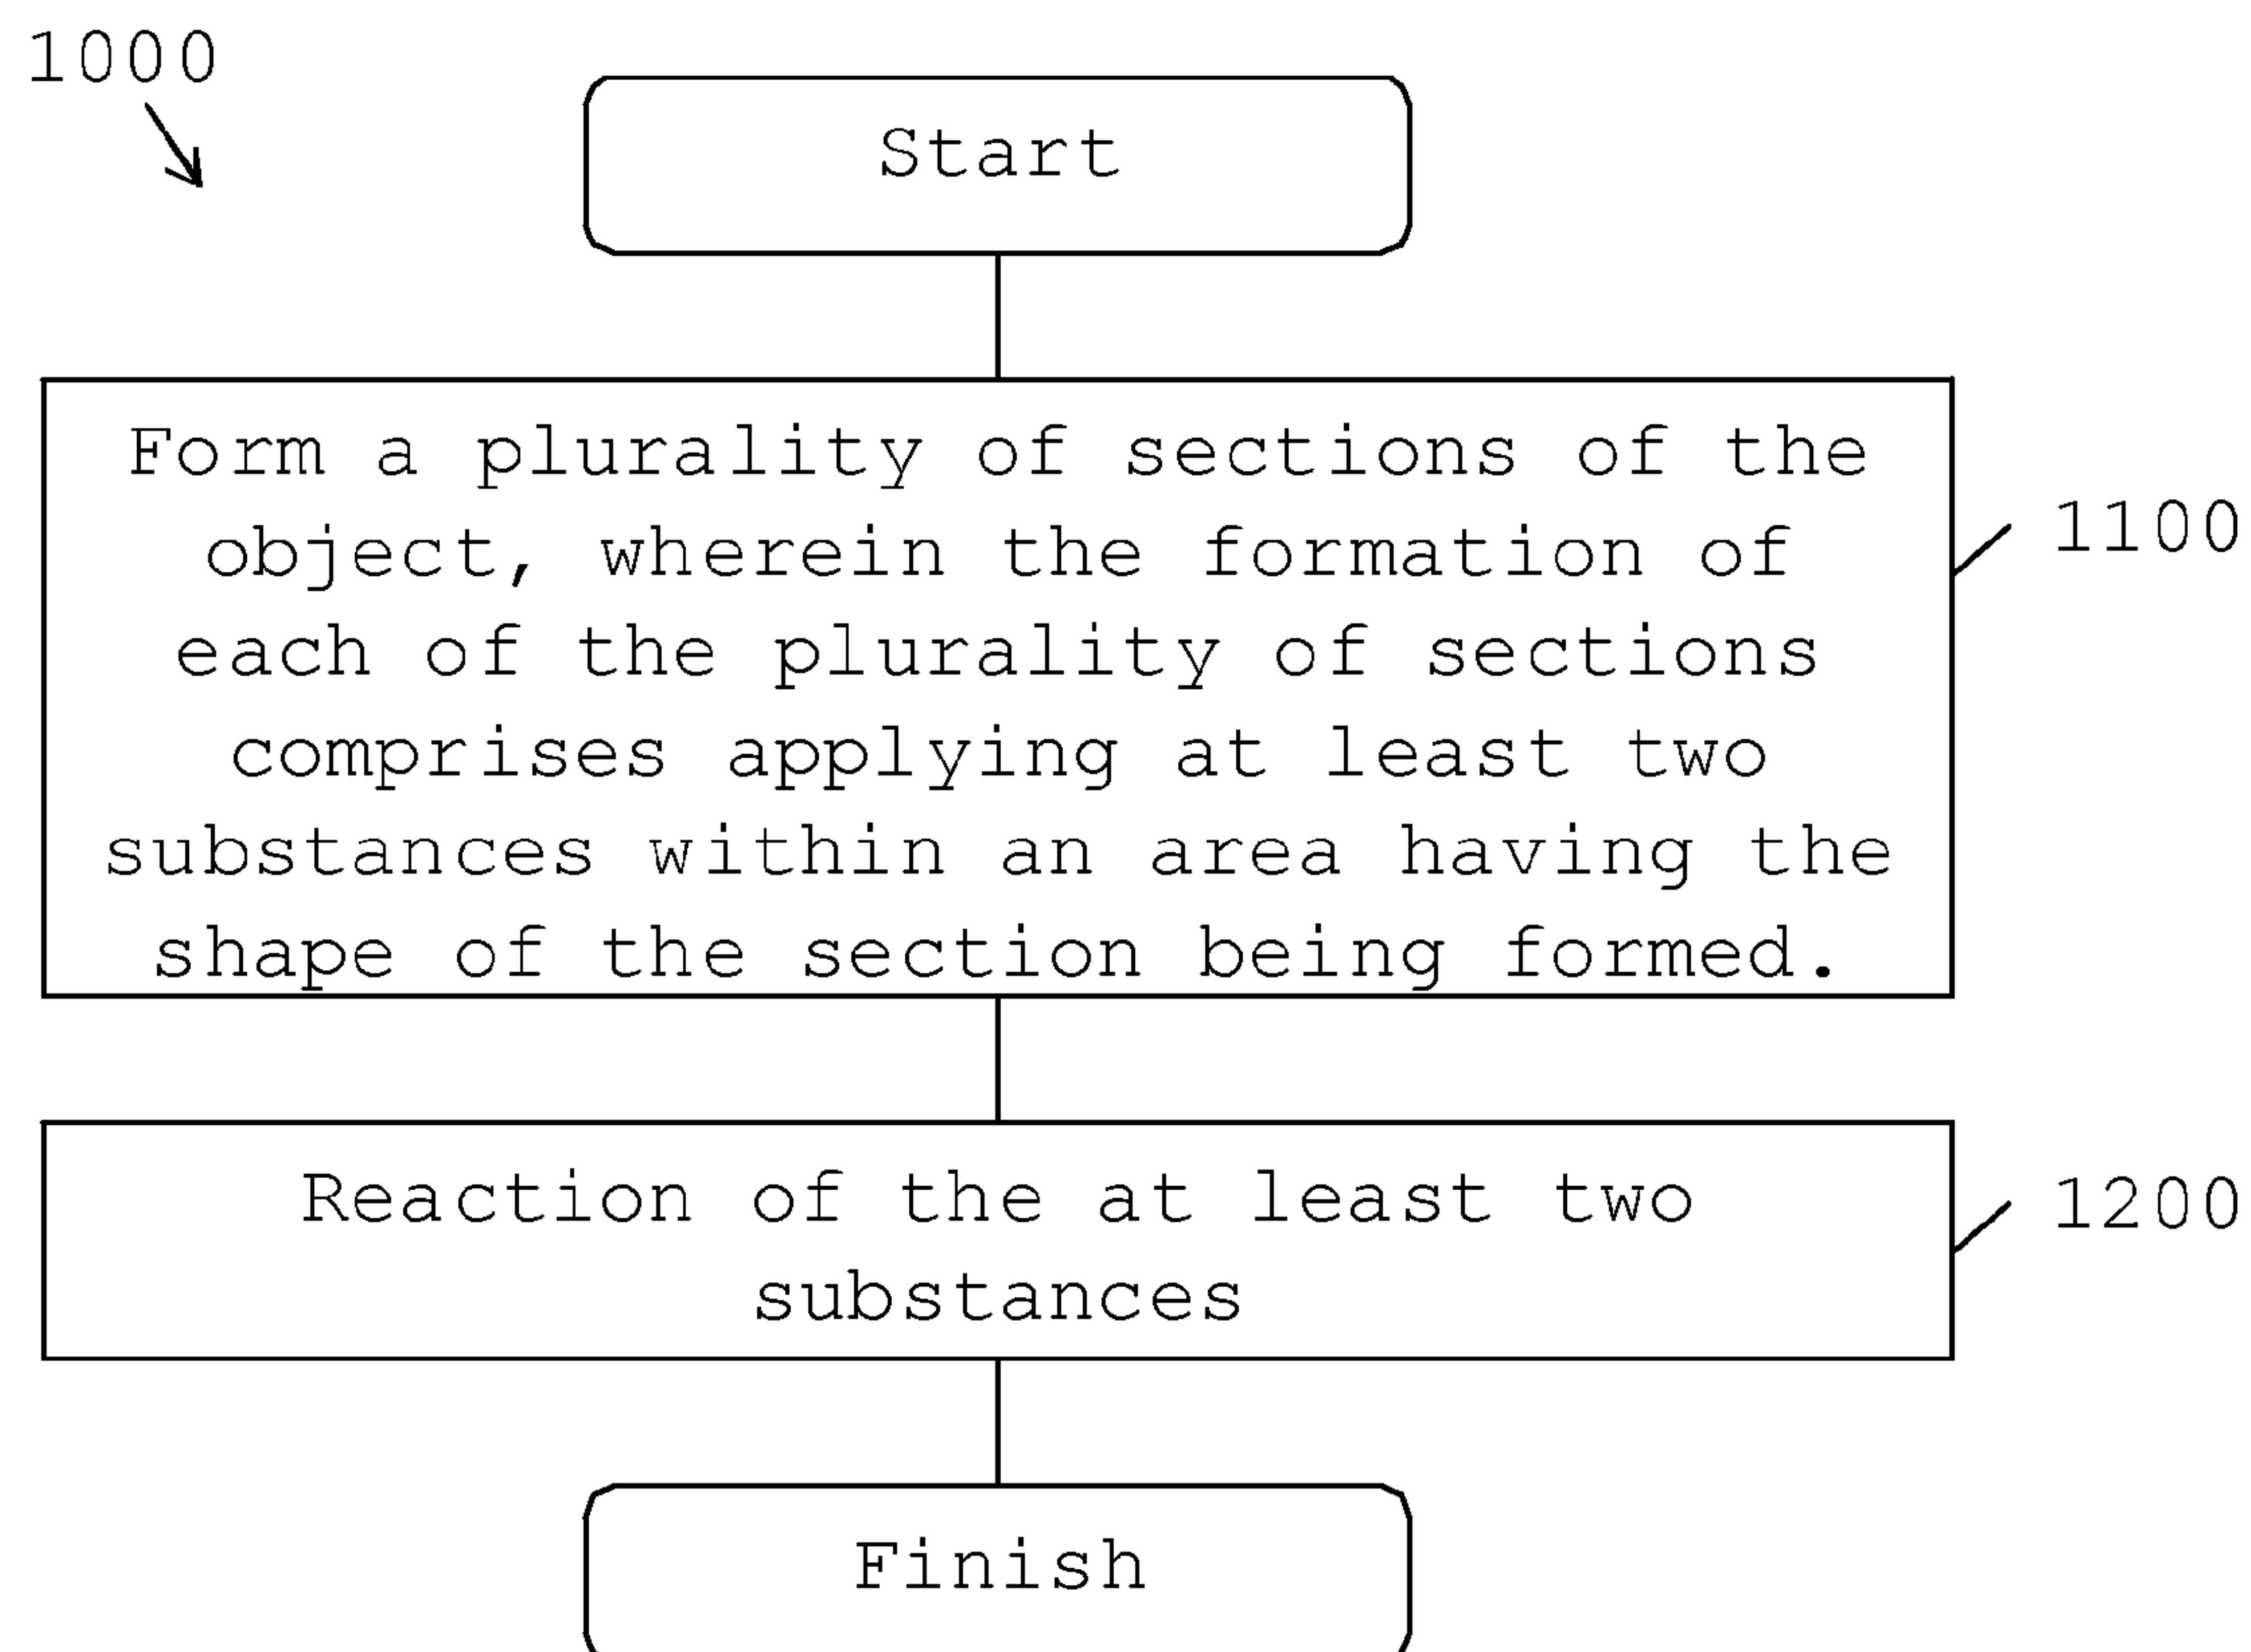 1000
Start
Form a plurality of sections of the
object, wherein the formation of
each of the plurality of sections
comprises applying at least two
substances within an area having the
shape of the section being formed.
1100
Reaction of the at least two
substances
1200
Finish